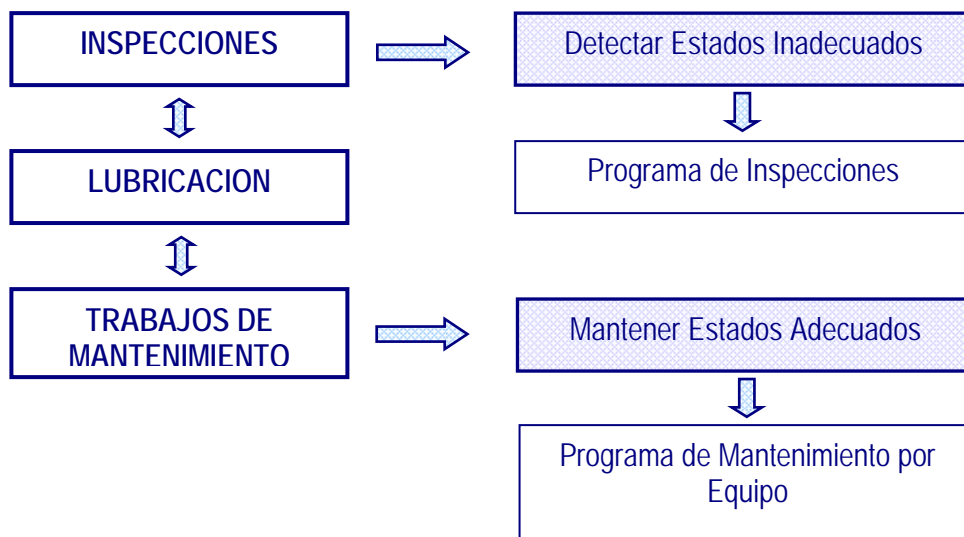 INSPECCIONES
Detectar Estados Inadecuados
LUBRICACION
Programa de Inspecciones
TRABAJOS DE
MANTENIMIENTO
Mantener Estados Adecuados
Programa de Mantenimiento por
Equipo